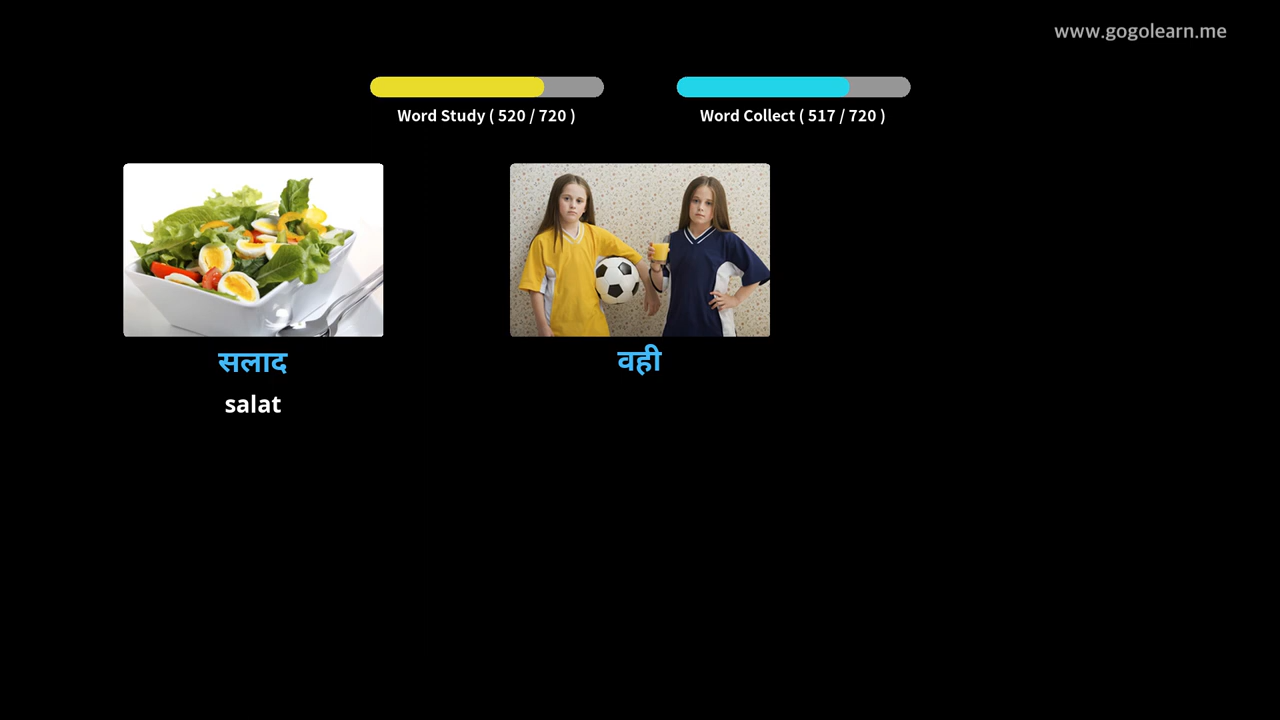 www.gogolearn.me
Word Study ( 520 / 720 )
Word Collect ( 517 / 720 )
सलाद
वही
salat